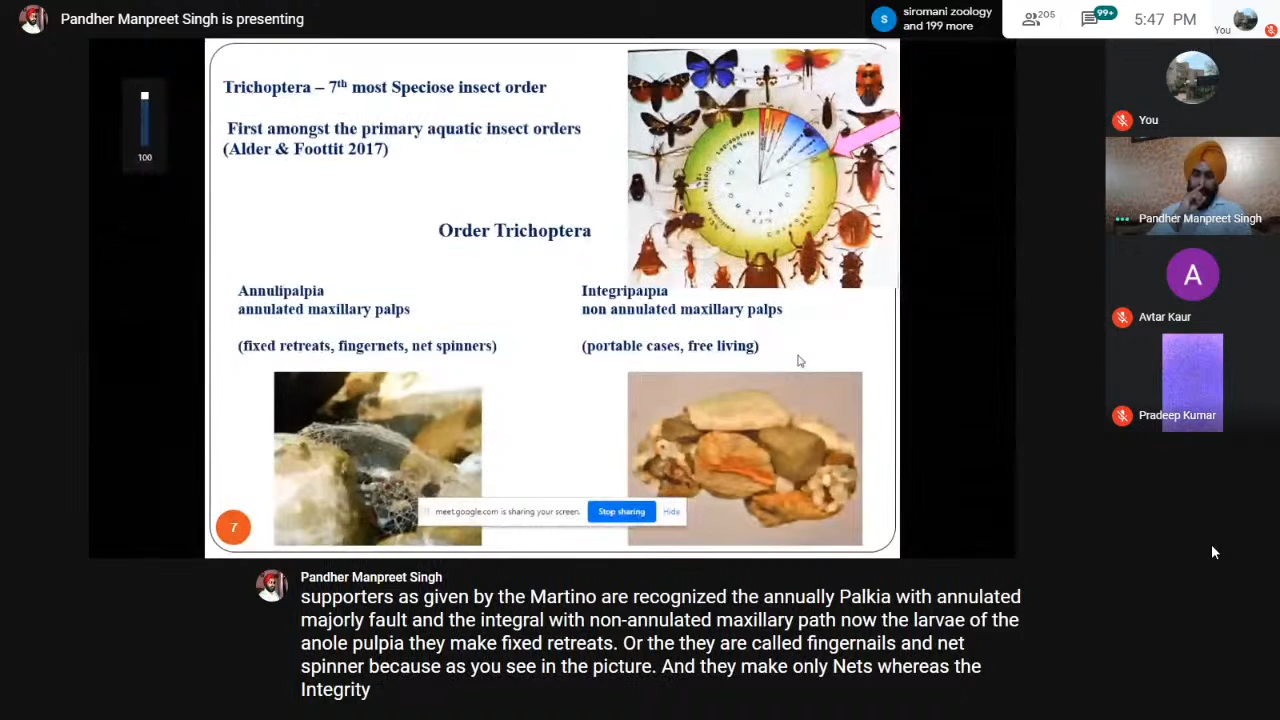 Pandher Manpreet Singh is presenting
S
siromani zoology
and 199 more
205
99+
5:47 PM
You
100
Trichoptera – 7th most Speciose insect order
First amongst the primary aquatic insect orders
(Alder & Foottit 2017)
Order Trichoptera
Annulipalpia
annulated maxillary palps
(fixed retreats, fingernets, net spinners)
Integripalpia
non annulated maxillary palps
(portable cases, free living)
7
meet.google.com is sharing your screen.
Stop sharing
Hide
You
Pandher Manpreet Singh
A
Avtar Kaur
Pradeep Kumar
Pandher Manpreet Singh
supporters as given by the Martino are recognized the annually Palkia with annulated
majorly fault and the integral with non-annulated maxillary path now the larvae of the
anole pulpia they make fixed retreats. Or the they are called fingernails and net
spinner because as you see in the picture. And they make only Nets whereas the
Integrity